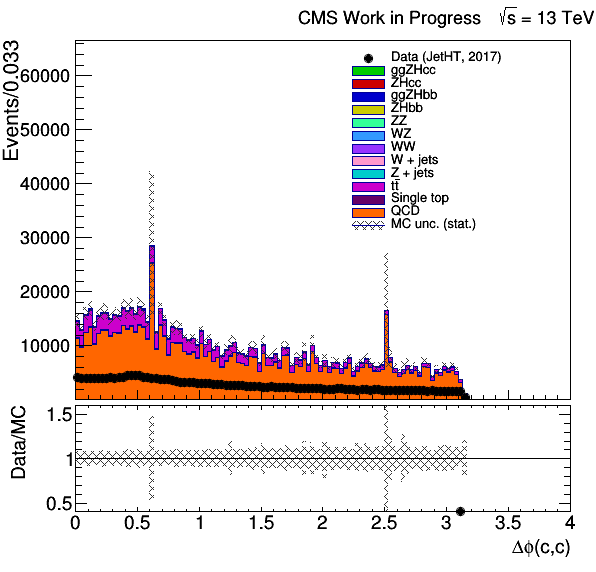 CMS Work in Progress √s = 13 TeV
Events/0.033
60000
50000
40000
30000
20000
10000
Data (JetHT, 2017)
ggZHcc
ZHcc
ggZHbb
ZHbb
ZZ
WZ
WW
W + jets
Z + jets
tt̄
Single top
QCD
MC unc. (stat.)
Data/MC
1.5
1
0.5
0 0.5 1 1.5 2 2.5 3 3.5 4
Δϕ(c,c)